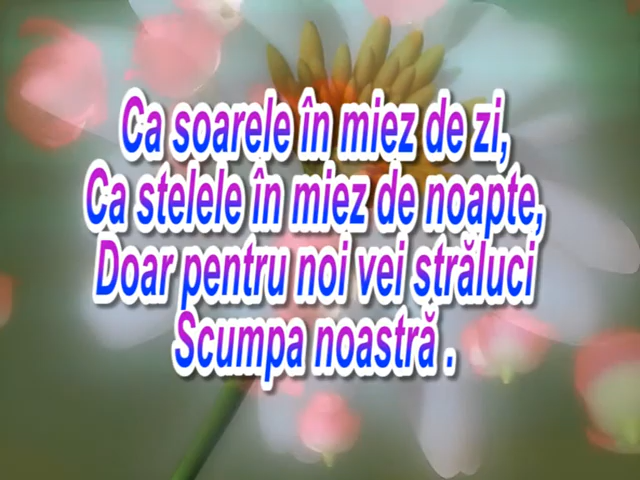 Ca soarele în miez de zi,
Ca stelele în miez de noapte,
Doar pentru noi vei străluci
Scumpa noastră .